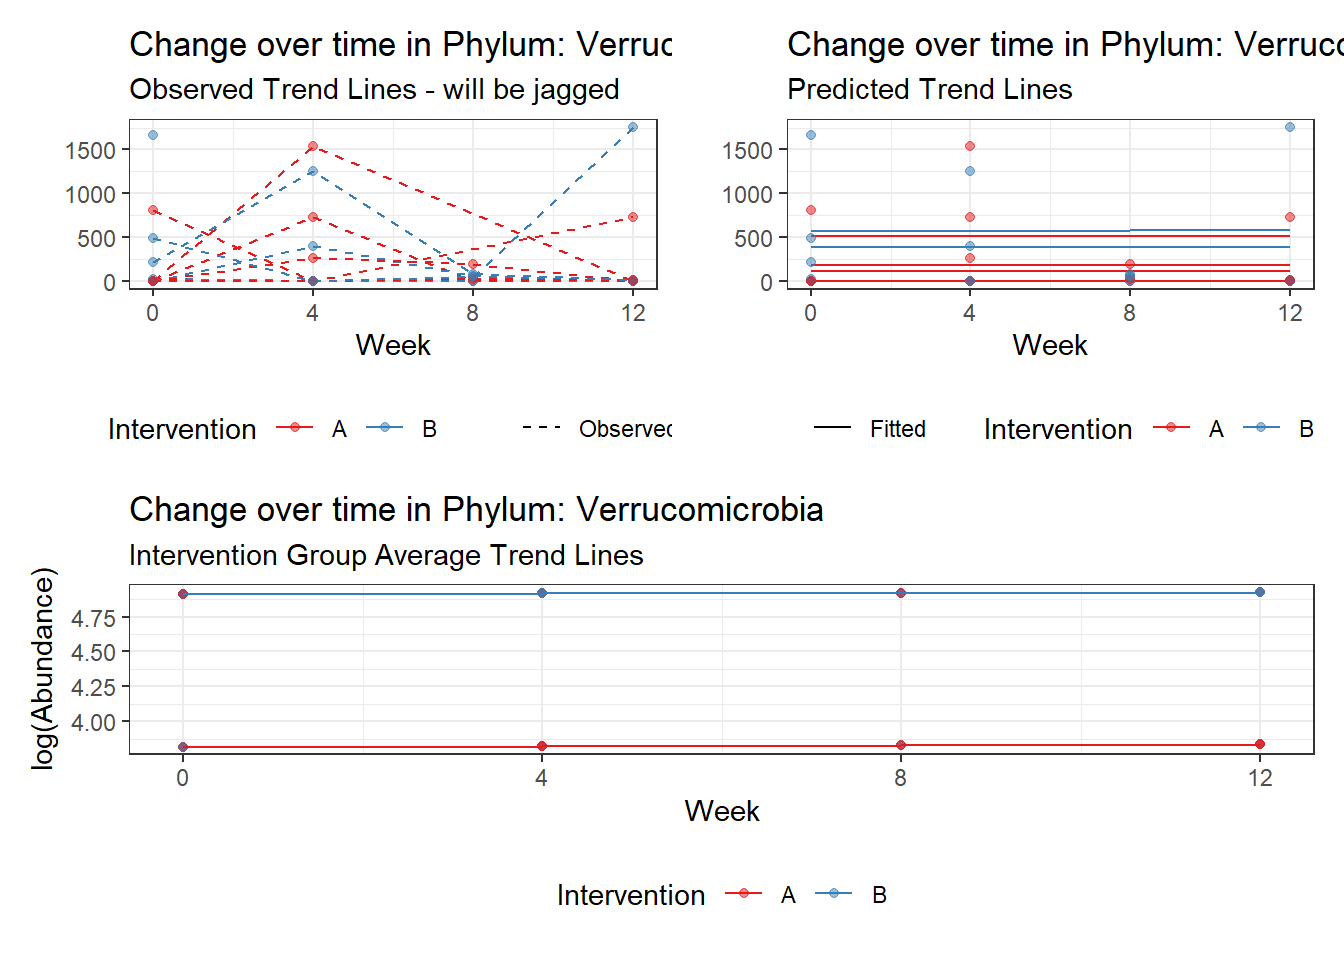 Change over time in Phylum: Verruc
Observed Trend Lines - will be jagged
1500
1000
500
0
0 4 8 12
Week
Intervention A B Observed
Change over time in Phylum: Verruco
Predicted Trend Lines
1500
1000
500
0
0 4 8 12
Week
Fitted Intervention A B
Change over time in Phylum: Verrucomicrobia
Intervention Group Average Trend Lines
log(Abundance)
4.75
4.50
4.25
4.00
0 4 8 12
Week
Intervention A B